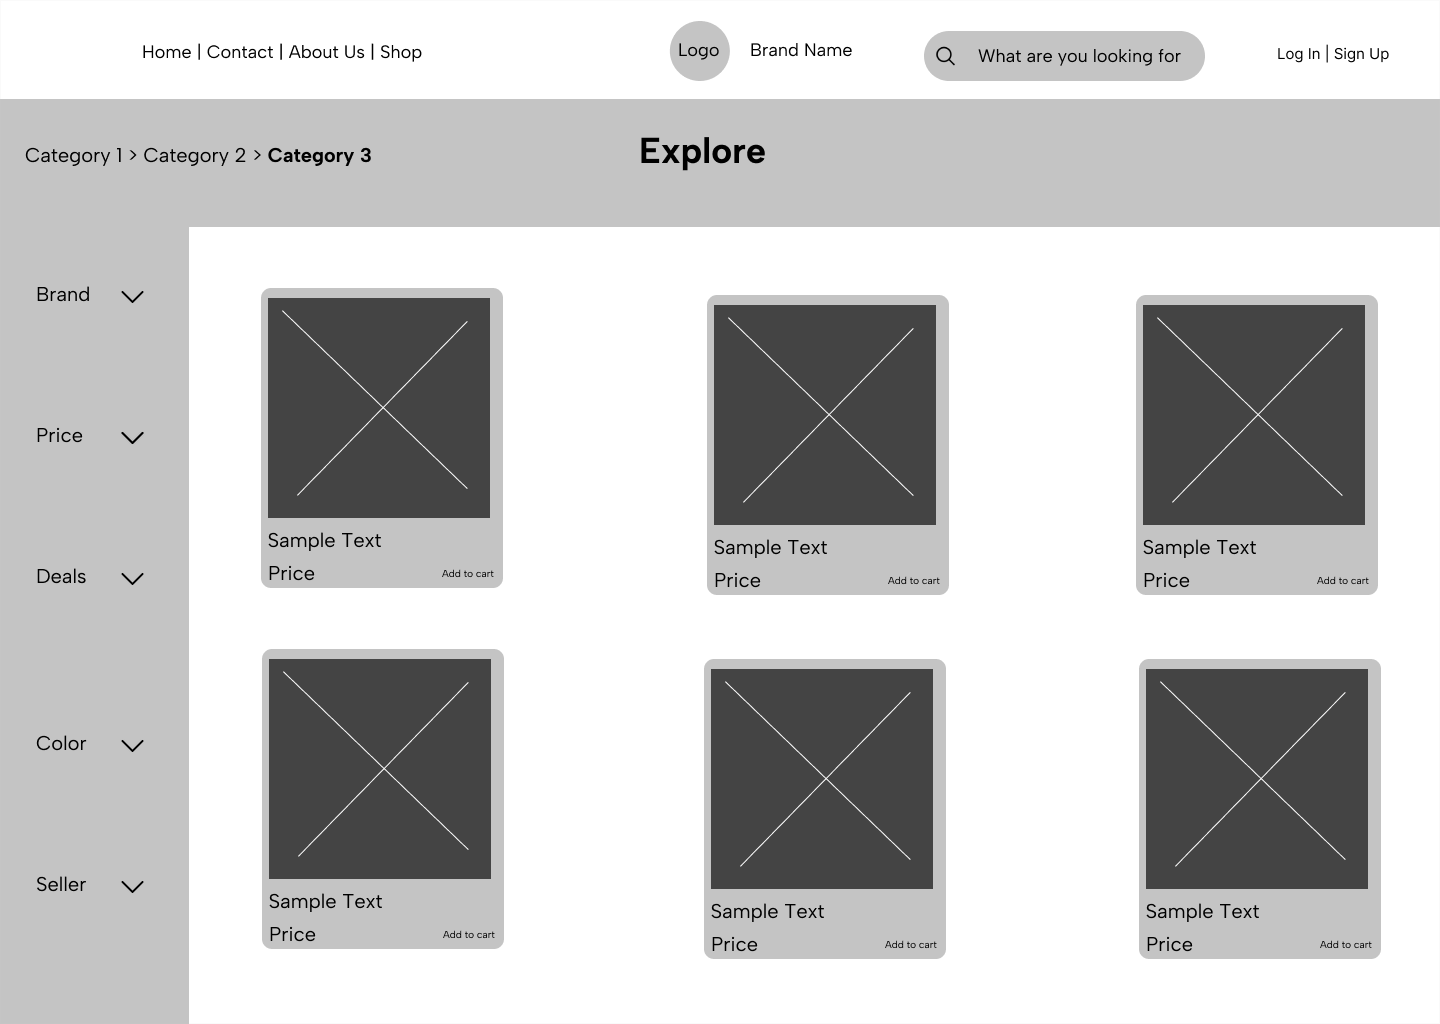 Home | Contact | About Us | Shop
Logo
Brand Name
What are you looking for
Log In | Sign Up
Category 1 > Category 2 > Category 3
Explore
Brand
Price
Deals
Color
Seller
Sample Text
Price
Add to cart
Sample Text
Price
Add to cart
Sample Text
Price
Add to cart
Sample Text
Price
Add to cart
Sample Text
Price
Add to cart
Sample Text
Price
Add to cart